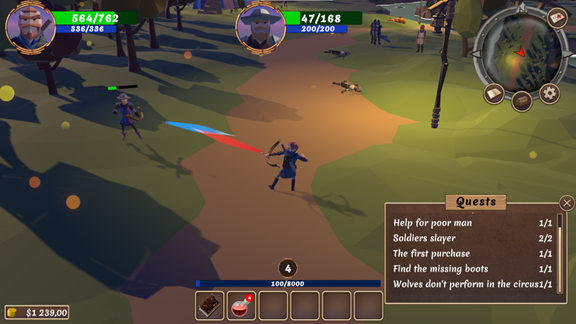 564/762
336/336
47/168
200/200
Quests
Help for poor man 1/1
Soldiers slayer 2/2
The first purchase 1/1
Find the missing boots 1/1
Wolves don't perform in the circus 1/1
4
100/8000
4
$1 239,00